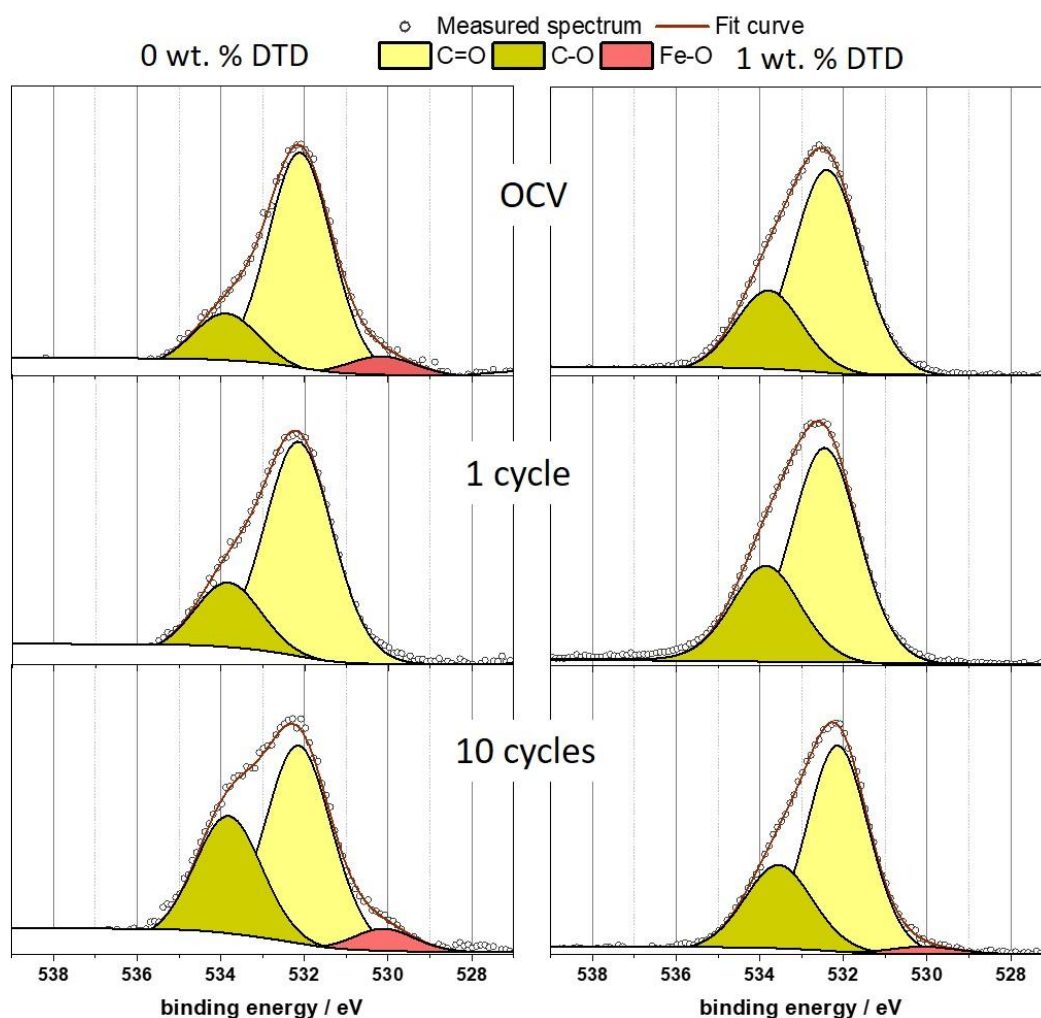 Measured spectrum Fit curve
0 wt. % DTD C=O C-O Fe-O 1 wt. % DTD
OCV
1 cycle
10 cycles
538 536 534 532 530 528 538 536 534 532 530 528
binding energy / eV binding energy / eV